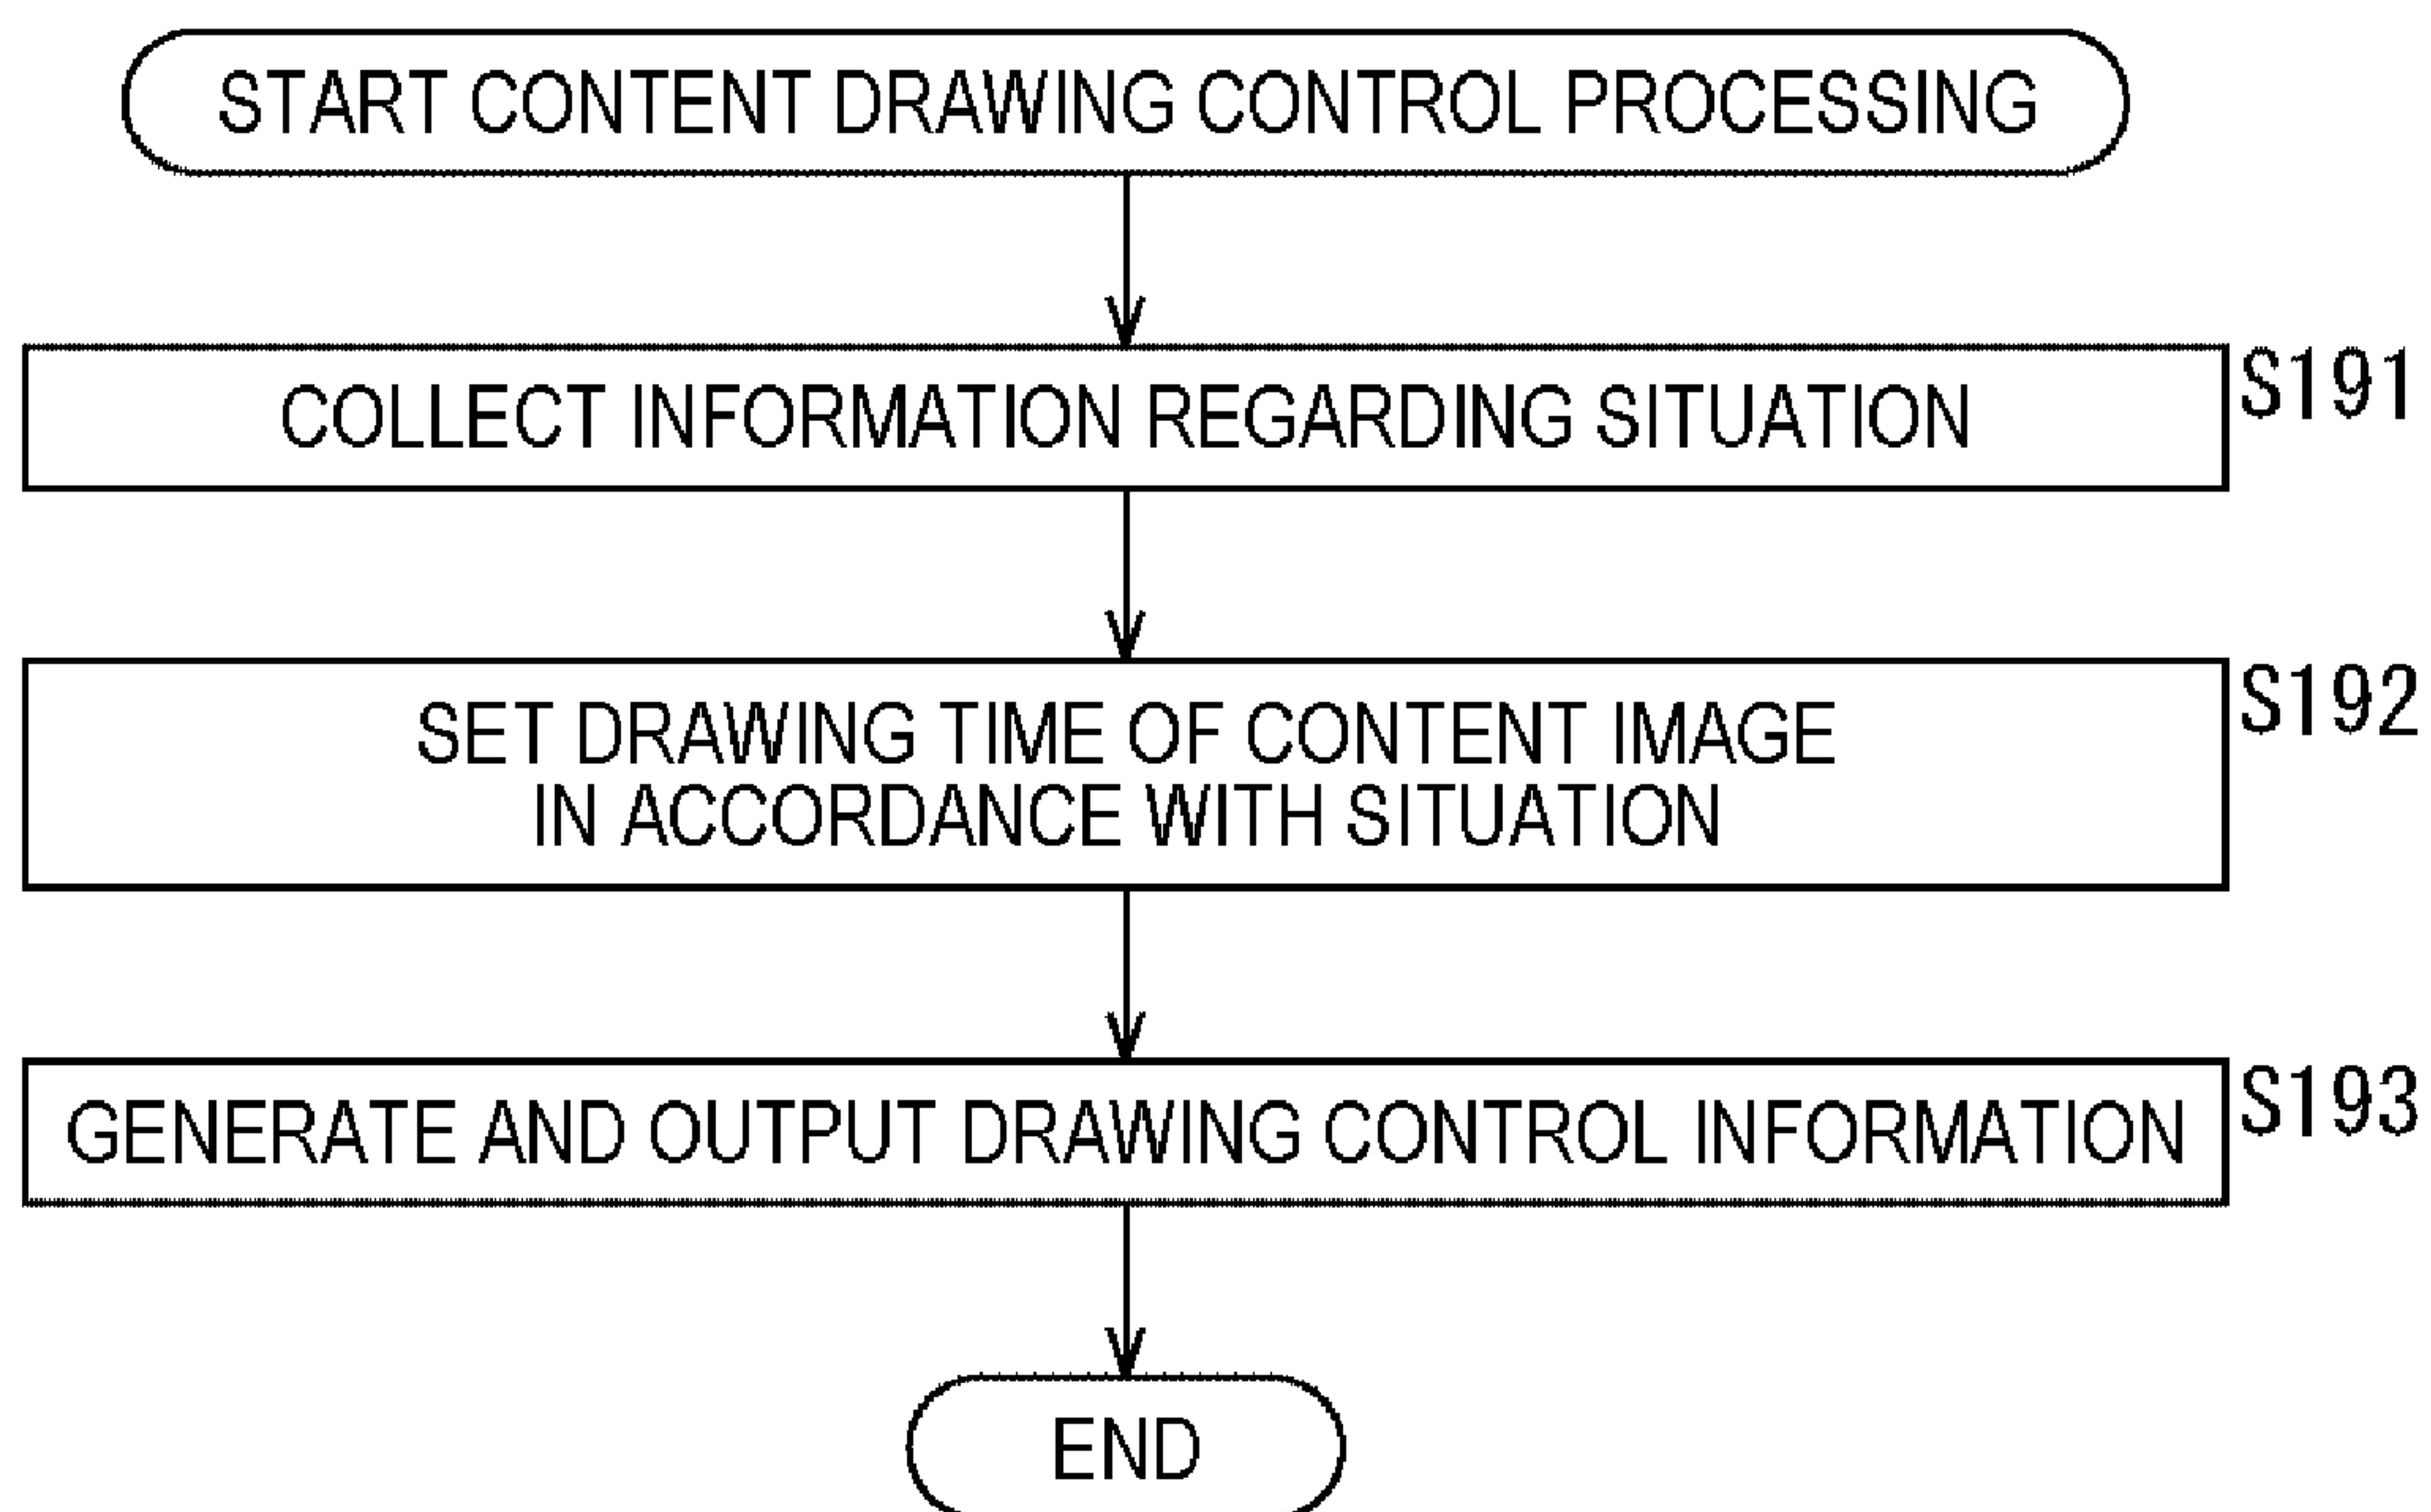 START CONTENT DRAWING CONTROL PROCESSING
COLLECT INFORMATION REGARDING SITUATION
S191
SET DRAWING TIME OF CONTENT IMAGE
IN ACCORDANCE WITH SITUATION
S192
GENERATE AND OUTPUT DRAWING CONTROL INFORMATION
S193
END